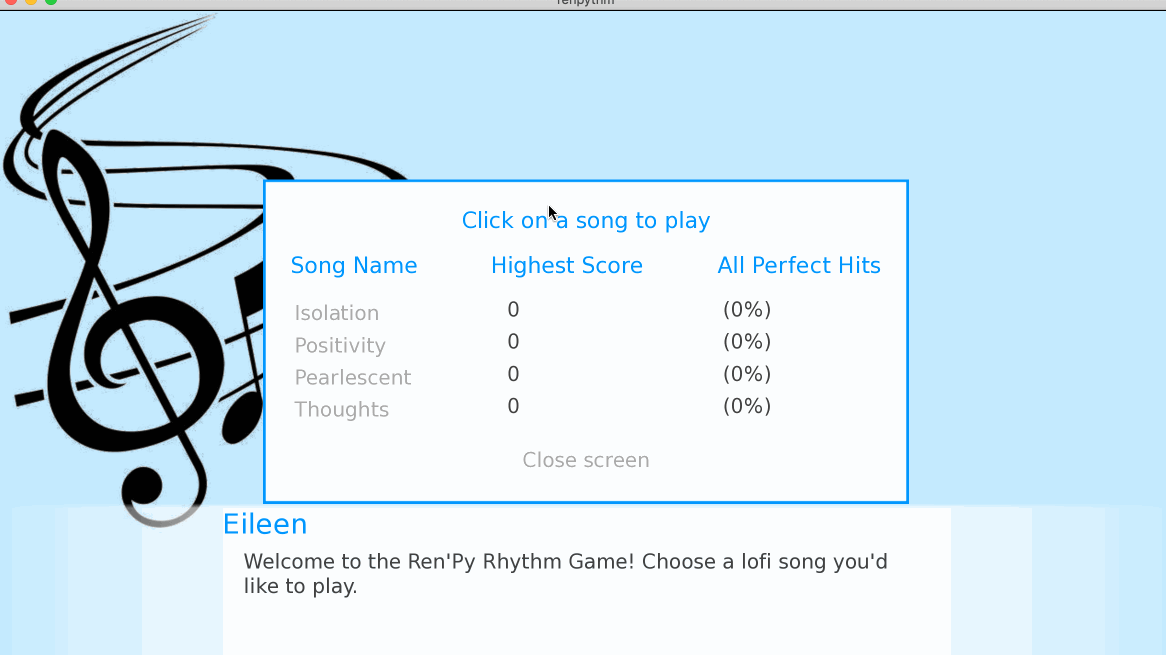 renpythm
Click on a song to play
Song Name Highest Score All Perfect Hits
Isolation 0 (0%)
Positivity 0 (0%)
Pearlescent 0 (0%)
Thoughts 0 (0%)
Close screen
Eileen
Welcome to the Ren'Py Rhythm Game! Choose a lofi song you'd
like to play.